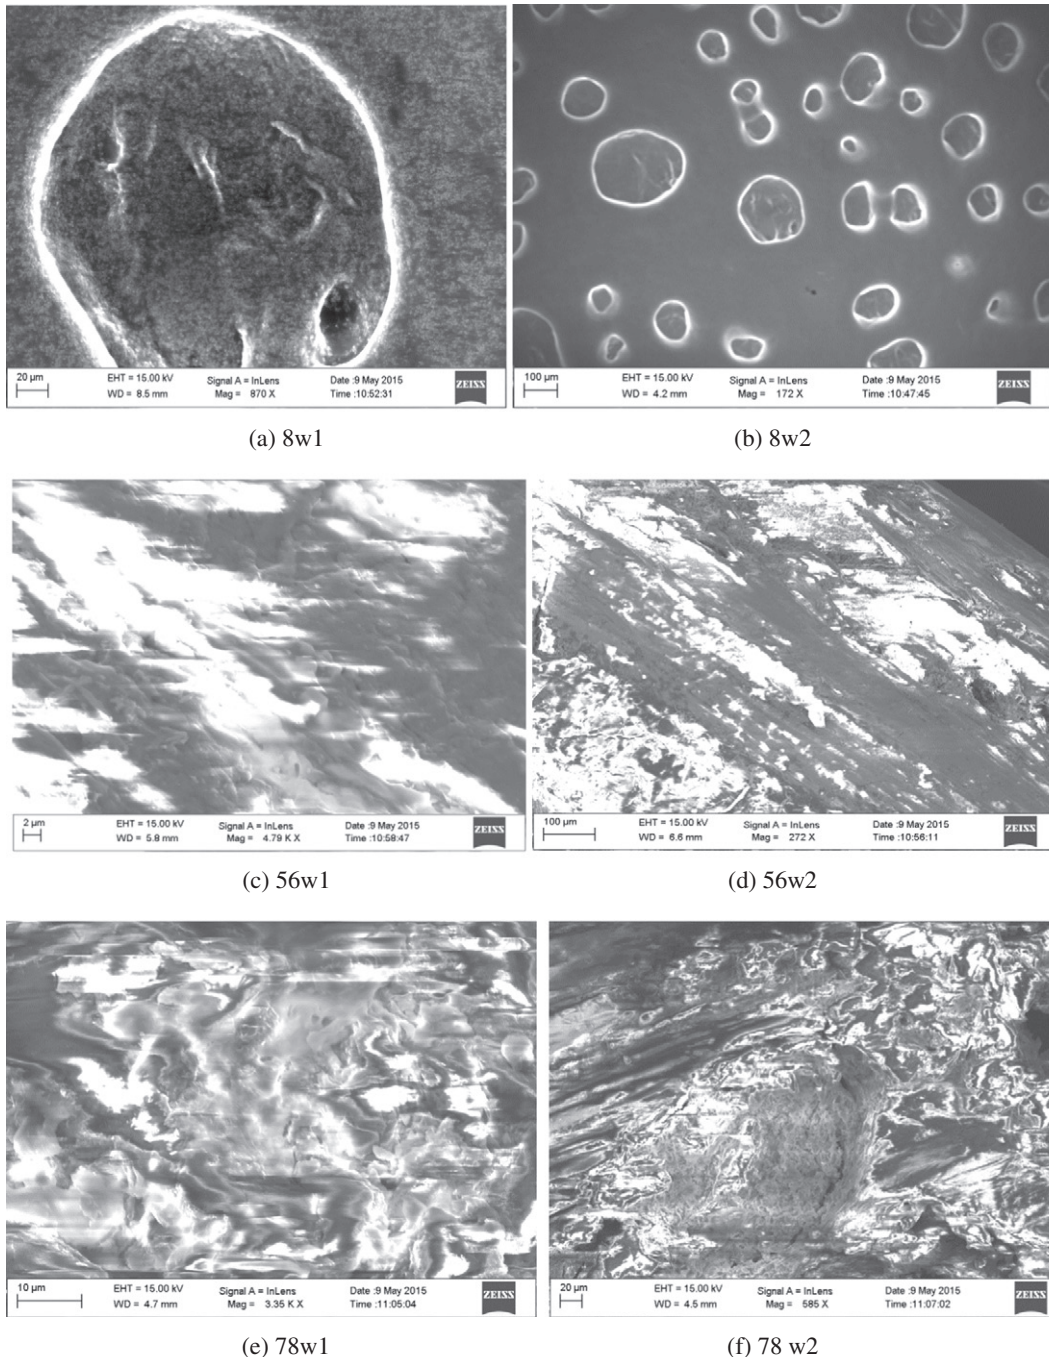 20 µm EHT = 15.00 kV Signal A = InLens Date :9 May 2015 ZEISS
WD = 8.5 mm Mag = 870 X Time :10:52:31
100 µm EHT = 15.00 kV Signal A = InLens Date :9 May 2015 ZEISS
WD = 4.2 mm Mag = 172 X Time :10:47:45
(a) 8w1
(b) 8w2
2 µm EHT = 15.00 kV Signal A = InLens Date :9 May 2015 ZEISS
WD = 5.8 mm Mag = 4.79 K X Time :10:58:47
100 µm EHT = 15.00 kV Signal A = InLens Date :9 May 2015 ZEISS
WD = 6.6 mm Mag = 272 X Time :10:56:11
(c) 56w1
(d) 56w2
10 µm EHT = 15.00 kV Signal A = InLens Date :9 May 2015 ZEISS
WD = 4.7 mm Mag = 3.35 K X Time :11:05:04
20 µm EHT = 15.00 kV Signal A = InLens Date :9 May 2015 ZEISS
WD = 4.5 mm Mag = 585 X Time :11:07:02
(e) 78w1
(f) 78 w2